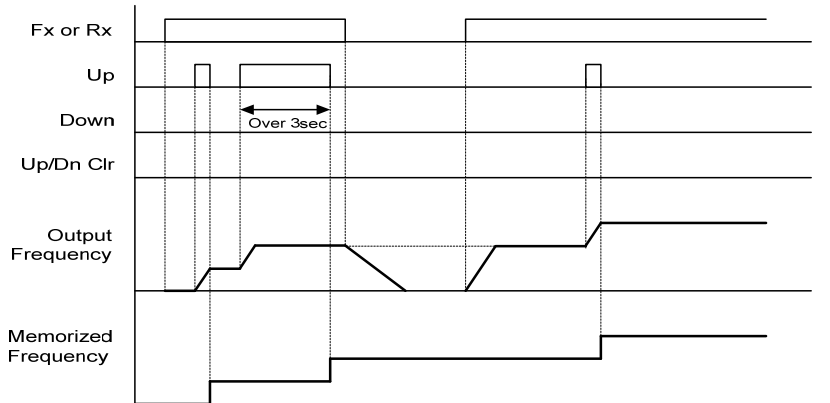 Fx or Rx
Up
Down
Over 3sec
Up/Dn Clr
Output
Frequency
Memorized
Frequency